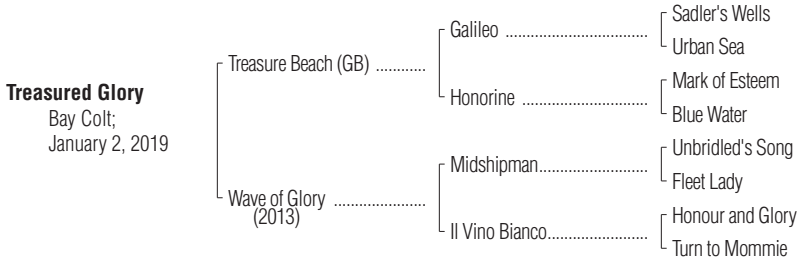 Treasured Glory
Bay Colt;
January 2, 2019
Treasure Beach (GB) ............
Wave of Glory ......................
(2013)
Galileo ..................................
Honorine ..............................
Midshipman..........................
Il Vino Bianco........................
Sadler's Wells
Urban Sea
Mark of Esteem
Blue Water
Unbridled's Song
Fleet Lady
Honour and Glory
Turn to Mommie